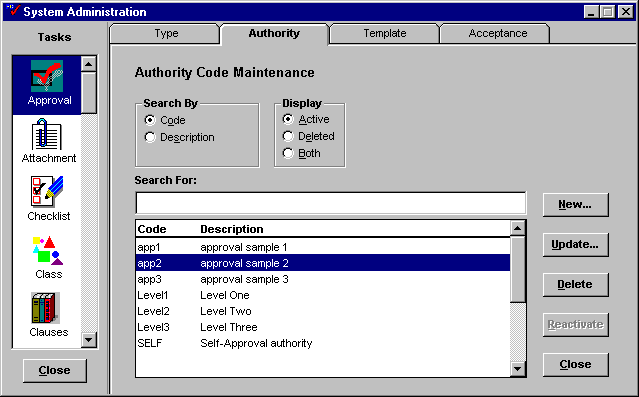 System Administration
Tasks
Approval
Attachment
Checklist
Class
Clauses
Close
Type Authority Template Acceptance
Authority Code Maintenance
Search By
Code
Description
Display
Active
Deleted
Both
Search For:
Code Description
app1 approval sample 1
app2 approval sample 2
app3 approval sample 3
Level1 Level One
Level2 Level Two
Level3 Level Three
SELF Self-Approval authority
New...
Update...
Delete
Reactivate
Close